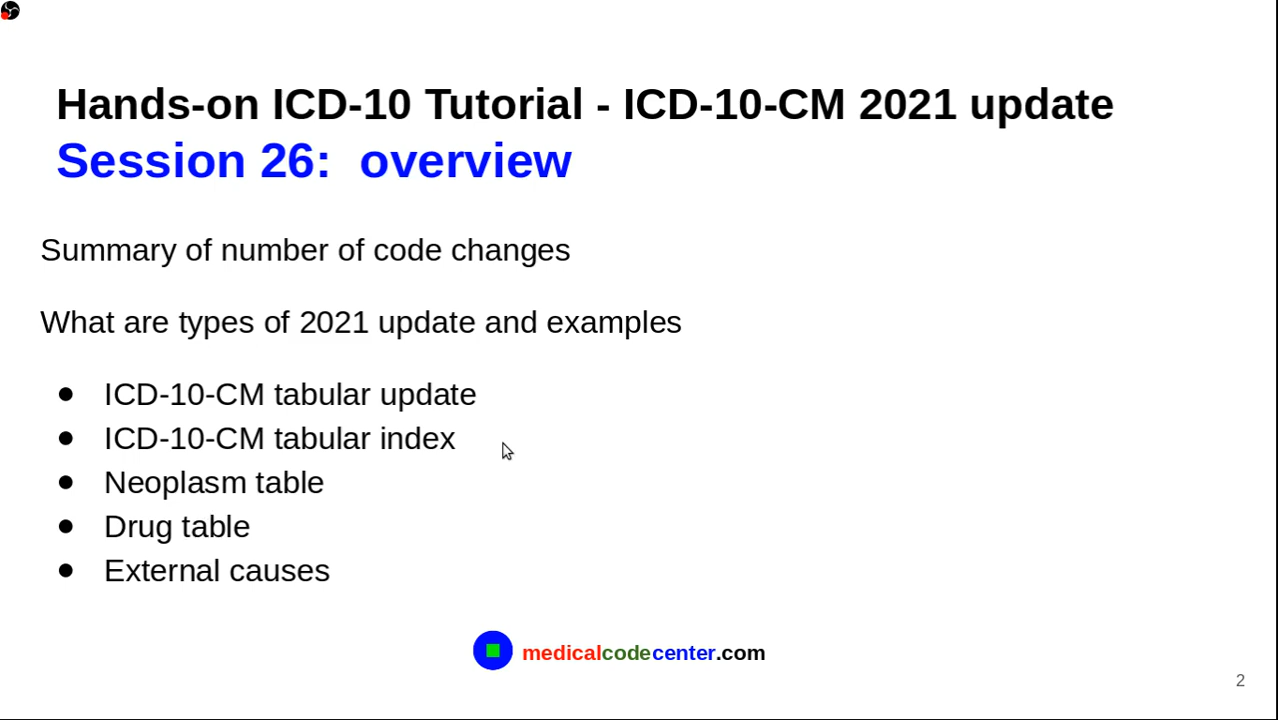 Hands-on ICD-10 Tutorial - ICD-10-CM 2021 update
Session 26: overview
Summary of number of code changes
What are types of 2021 update and examples
● ICD-10-CM tabular update
● ICD-10-CM tabular index
● Neoplasm table
● Drug table
● External causes
medicalcodecenter.com
2